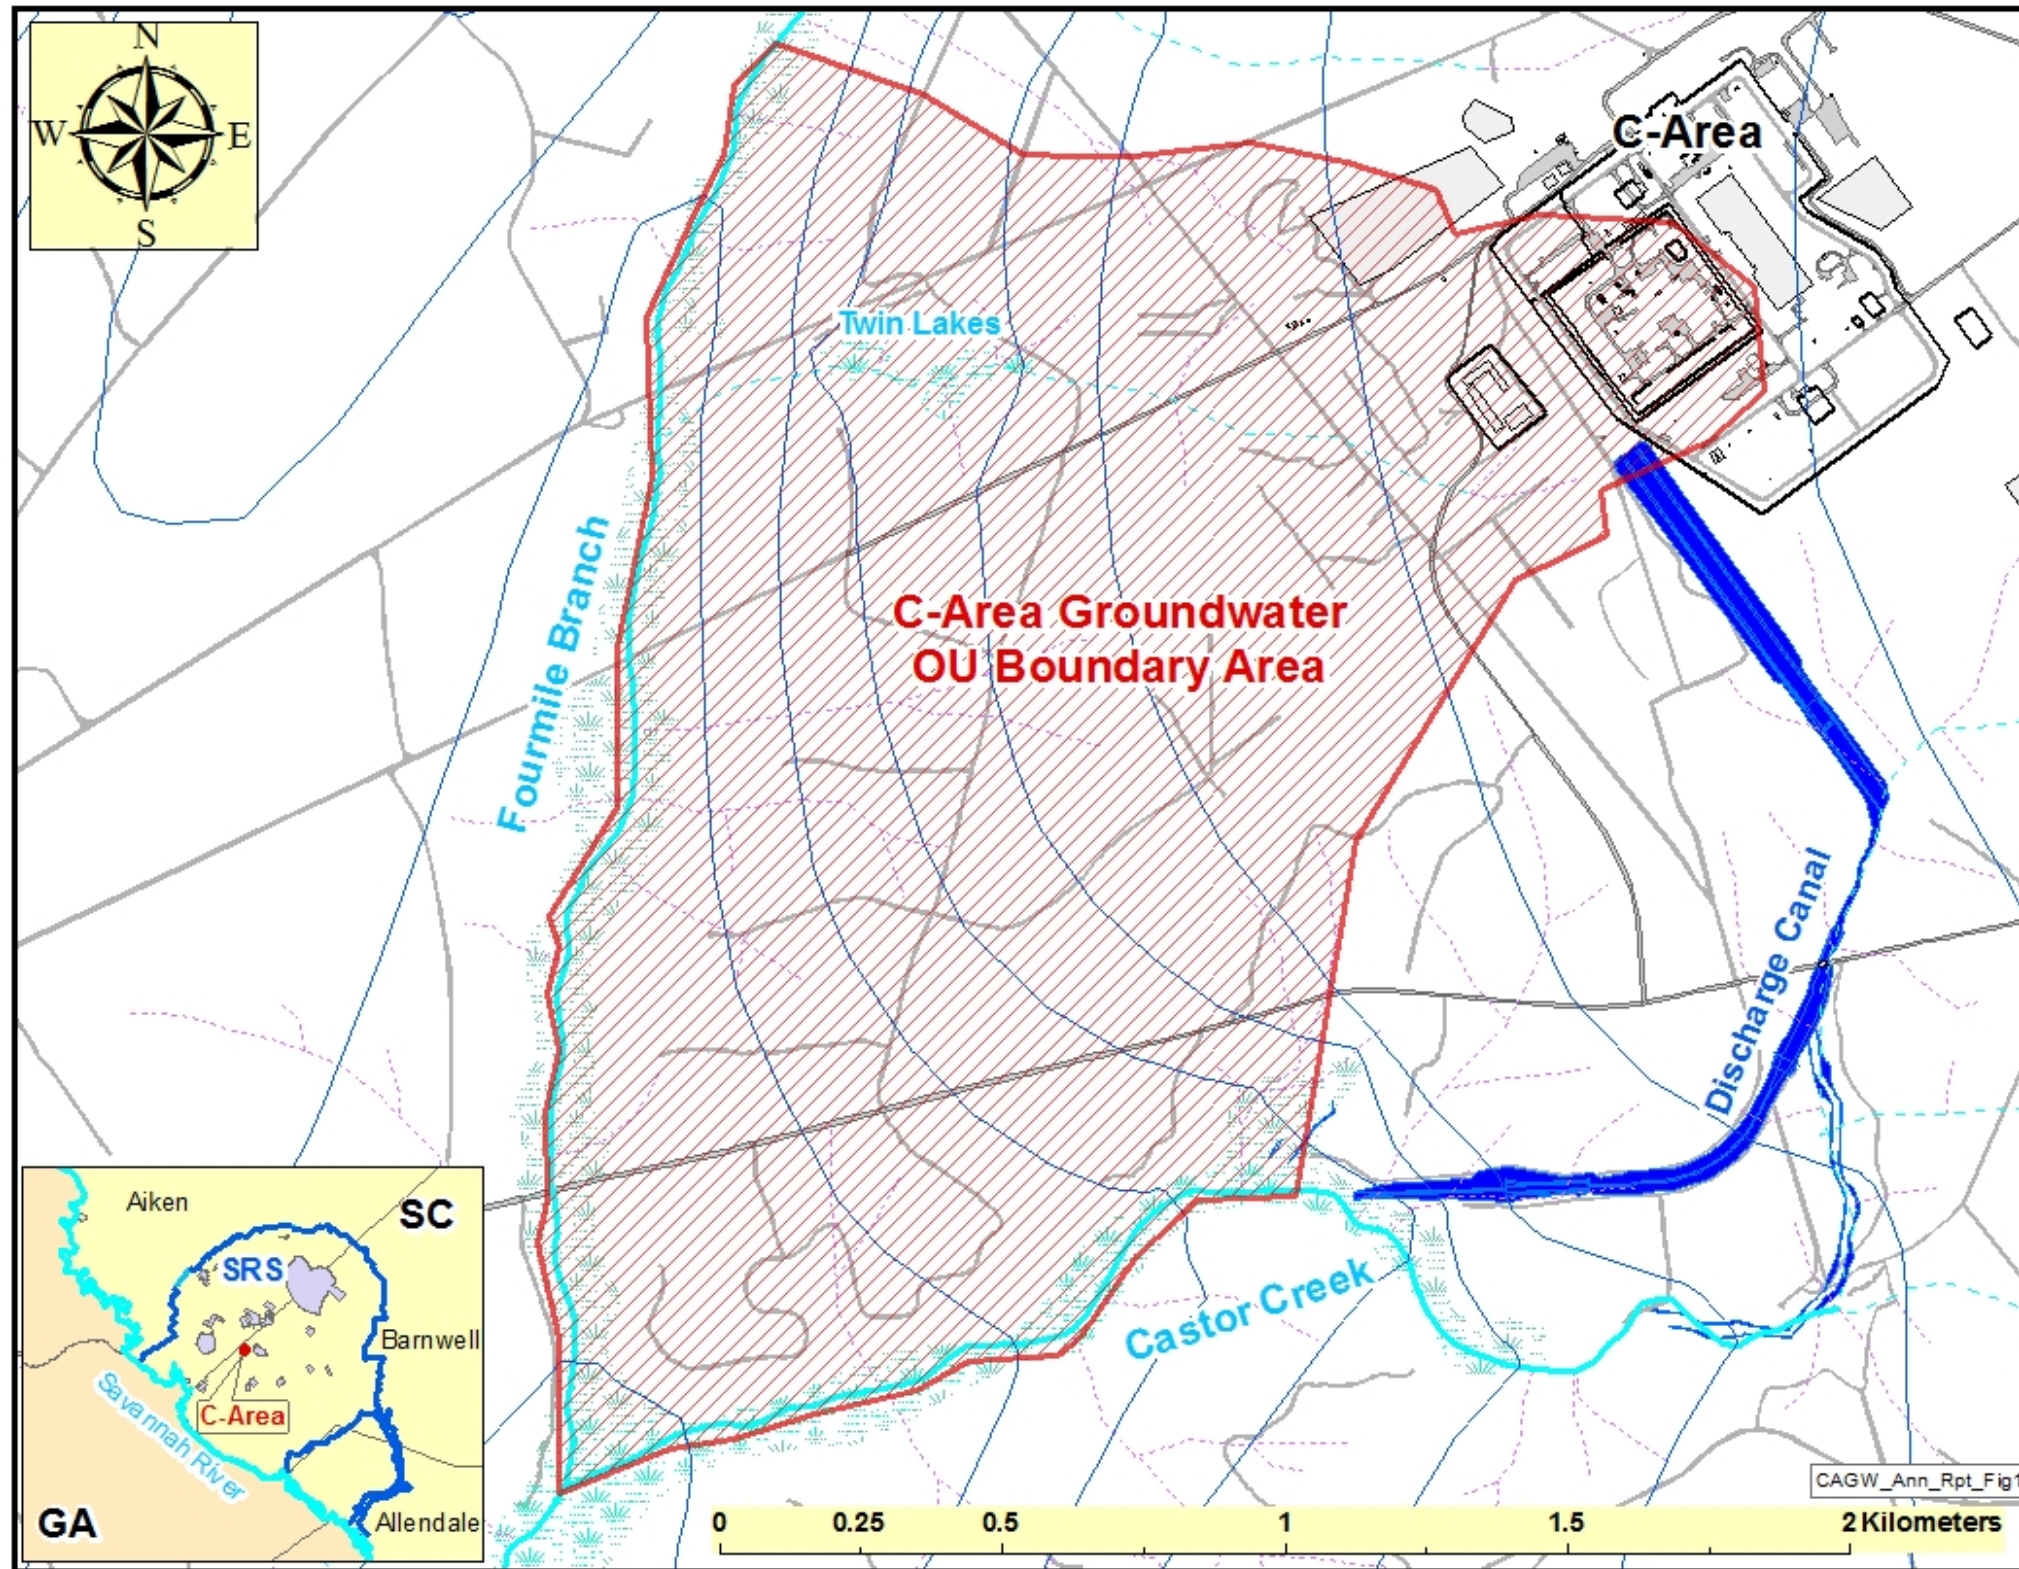 N
W
E
S
C-Area
Twin Lakes
C-Area Groundwater
OU Boundary Area
Fourmile Branch
Discharge Canal
Castor Creek
Aiken
SC
SRS
Barnwell
C-Area
Savannah River
GA
Allendale
CAGW_Ann_Rpt_Fig1
0 0.25 0.5 1 1.5 2 Kilometers